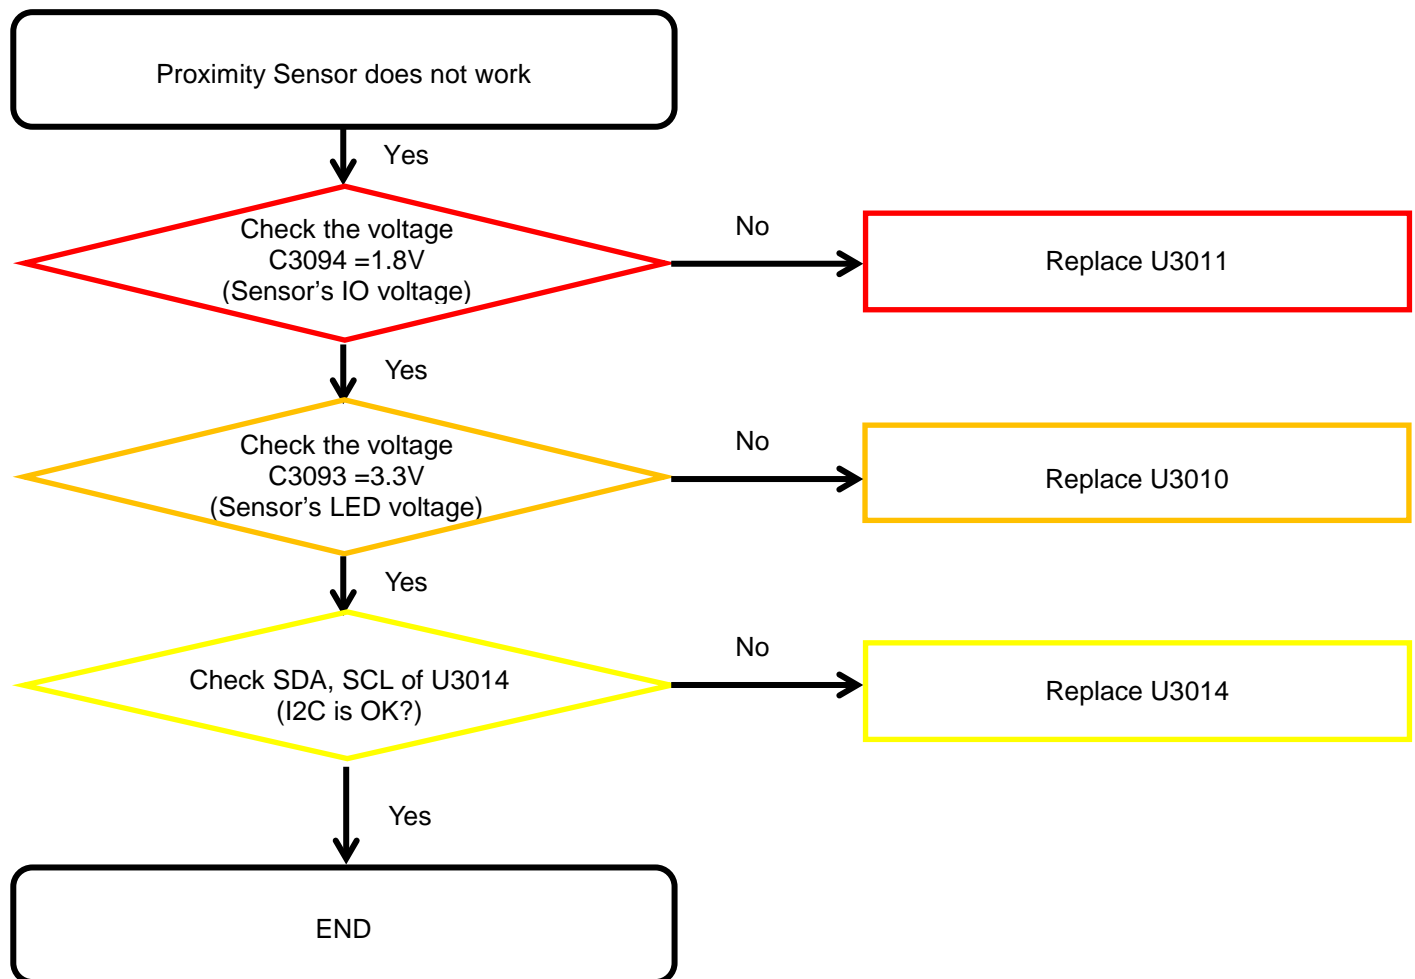 Proximity Sensor does not work
Yes
Check the voltage
C3094 =1.8V
(Sensor’s IO voltage)
No
Replace U3011
Yes
Check the voltage
C3093 =3.3V
(Sensor’s LED voltage)
No
Replace U3010
Yes
Check SDA, SCL of U3014
(I2C is OK?)
No
Replace U3014
Yes
END